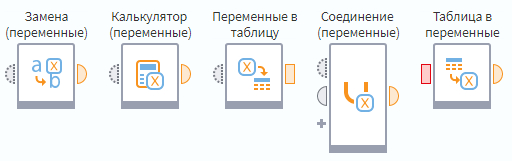 Замена
(переменные)
Калькулятор
(переменные)
Переменные в
таблицу
Соединение
(переменные)
Таблица в
переменные
a x b
x
x
x
x